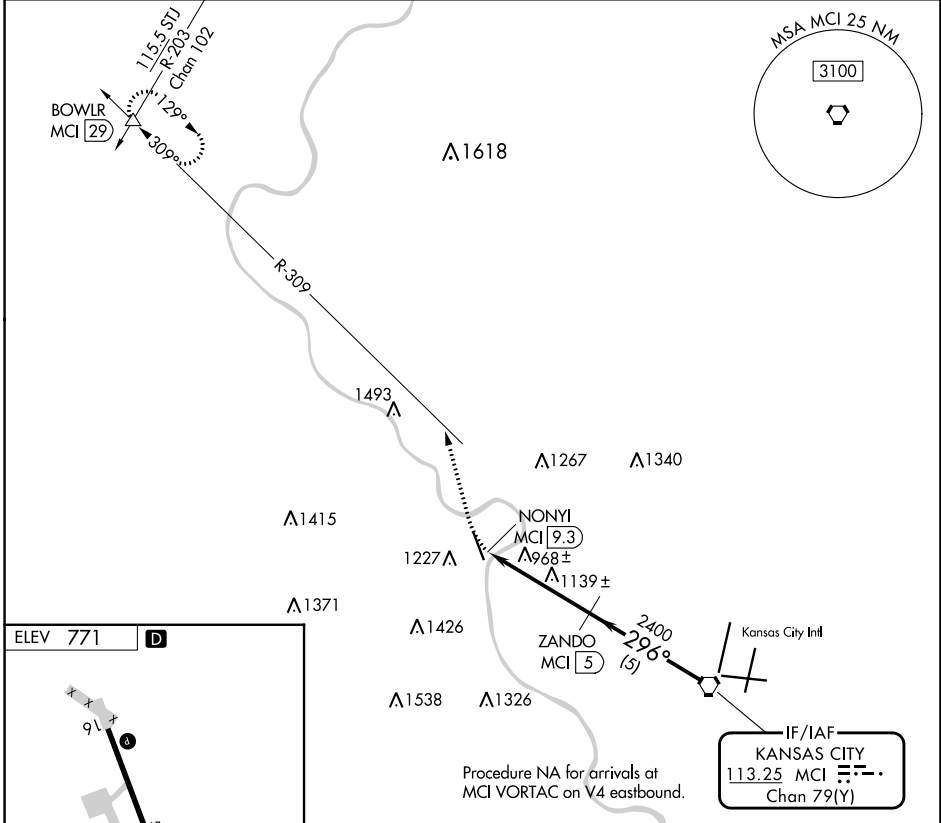 115.5 STJ
R-203
Chan 102
MSA MCI 25 NM
3100
BOWLR
MCI 29
129°
309°
1618
R-309
1493
1267
1340
1415
NONYI
MCI 9.3
1227
968±
1139±
1371
1426
ELEV 771 D
2400
296°
(5)
ZANDO
MCI 5
Kansas City Intl
1538
1326
16
P
IF/IAF
KANSAS CITY
113.25 MCI
Chan 79(Y)
Procedure NA for arrivals at
MCI VORTAC on V4 eastbound.